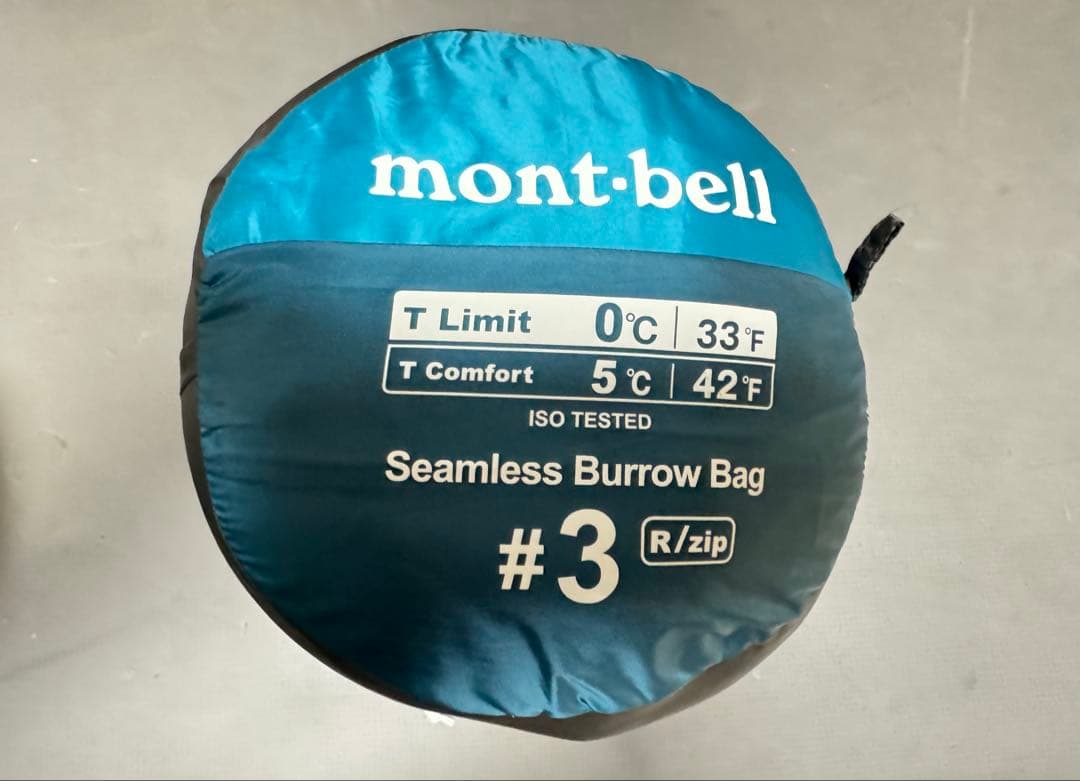 mont·bell
T Limit 0°C | 33°F
T Comfort 5°C | 42°F
ISO TESTED
Seamless Burrow Bag
#3 R/zip